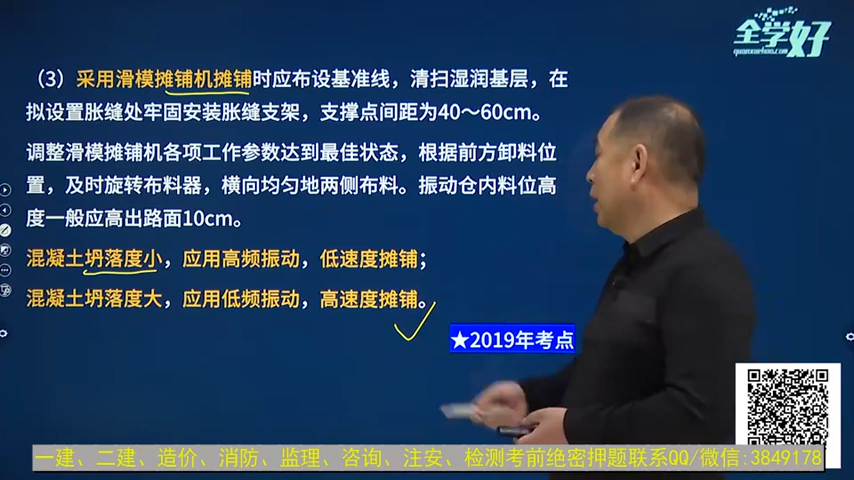 全学好
quanxuehao.com
（3）采用滑模摊铺机摊铺时应布设基准线，清扫湿润基层，在
拟设置胀缝处牢固安装胀缝支架，支撑点间距为40～60cm。
调整滑模摊铺机各项工作参数达到最佳状态，根据前方卸料位
置，及时旋转布料器，横向均匀地两侧布料。振动仓内料位高
度一般应高出路面10cm。
混凝土坍落度小，应用高频振动，低速度摊铺；
混凝土坍落度大，应用低频振动，高速度摊铺。
★2019年考点
一建、二建、造价、消防、监理、咨询、注安、检测考前绝密押题联系QQ/微信:3849178